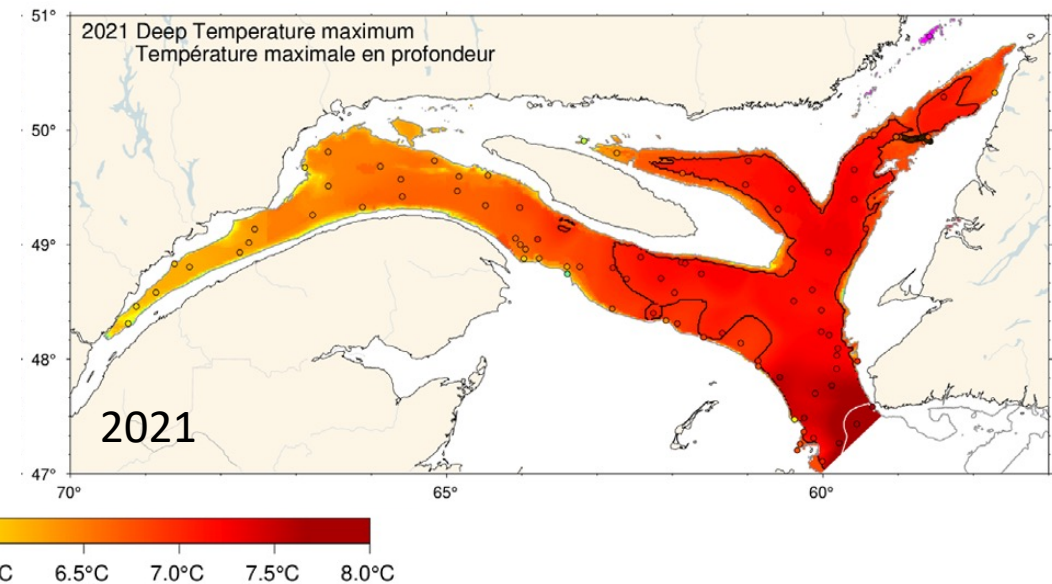 51°
2021 Deep Temperature maximum
Température maximale en profondeur
50°
49°
48°
2021
47°
70°
65°
60°
C
6.5°C
7.0°C
7.5°C
8.0°C